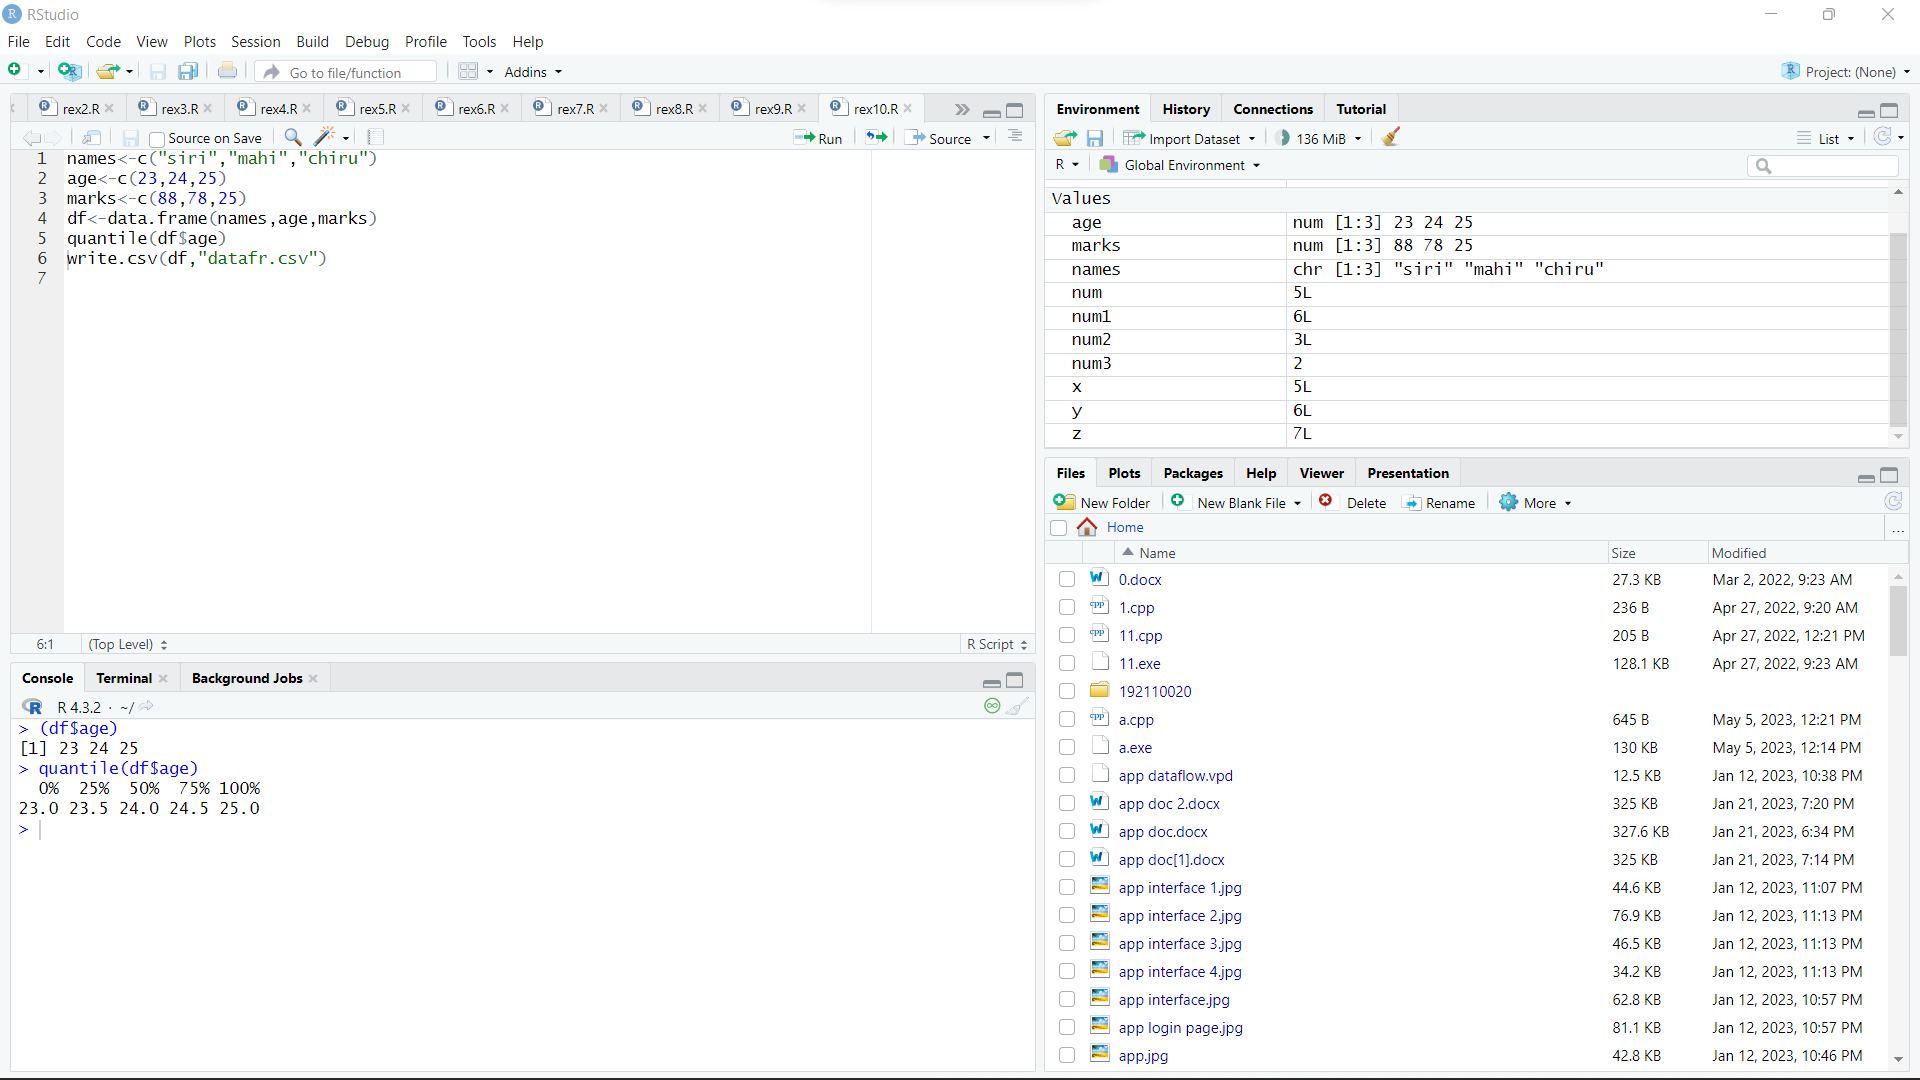 RStudio
File Edit Code View Plots Session Build Debug Profile Tools Help
Go to file/function Addins Project: (None)
rex2.R rex3.R rex4.R rex5.R rex6.R rex7.R rex8.R rex9.R rex10.R
Source on Save Run Source
1 names<-c("siri","mahi","chiru")
2 age<-c(23,24,25)
3 marks<-c(88,78,25)
4 df<-data.frame(names,age,marks)
5 quantile(df$age)
6 write.csv(df,"datafr.csv")
7
6:1 (Top Level) R Script
Console Terminal Background Jobs
R 4.3.2 · ~/
> (df$age)
[1] 23 24 25
> quantile(df$age)
0% 25% 50% 75% 100%
23.0 23.5 24.0 24.5 25.0
>
Environment History Connections Tutorial
Import Dataset 136 MiB List
R Global Environment
Values
age num [1:3] 23 24 25
marks num [1:3] 88 78 25
names chr [1:3] "siri" "mahi" "chiru"
num 5L
num1 6L
num2 3L
num3 2
x 5L
y 6L
z 7L
Files Plots Packages Help Viewer Presentation
New Folder New Blank File Delete Rename More
Home ...
Name Size Modified
0.docx 27.3 KB Mar 2, 2022, 9:23 AM
1.cpp 236 B Apr 27, 2022, 9:20 AM
11.cpp 205 B Apr 27, 2022, 12:21 PM
11.exe 128.1 KB Apr 27, 2022, 9:23 AM
192110020
a.cpp 645 B May 5, 2023, 12:21 PM
a.exe 130 KB May 5, 2023, 12:14 PM
app dataflow.vpd 12.5 KB Jan 12, 2023, 10:38 PM
app doc 2.docx 325 KB Jan 21, 2023, 7:20 PM
app doc.docx 327.6 KB Jan 21, 2023, 6:34 PM
app doc[1].docx 325 KB Jan 21, 2023, 7:14 PM
app interface 1.jpg 44.6 KB Jan 12, 2023, 11:07 PM
app interface 2.jpg 76.9 KB Jan 12, 2023, 11:13 PM
app interface 3.jpg 46.5 KB Jan 12, 2023, 11:13 PM
app interface 4.jpg 34.2 KB Jan 12, 2023, 11:13 PM
app interface.jpg 62.8 KB Jan 12, 2023, 10:57 PM
app login page.jpg 81.1 KB Jan 12, 2023, 10:57 PM
app.jpg 42.8 KB Jan 12, 2023, 10:46 PM